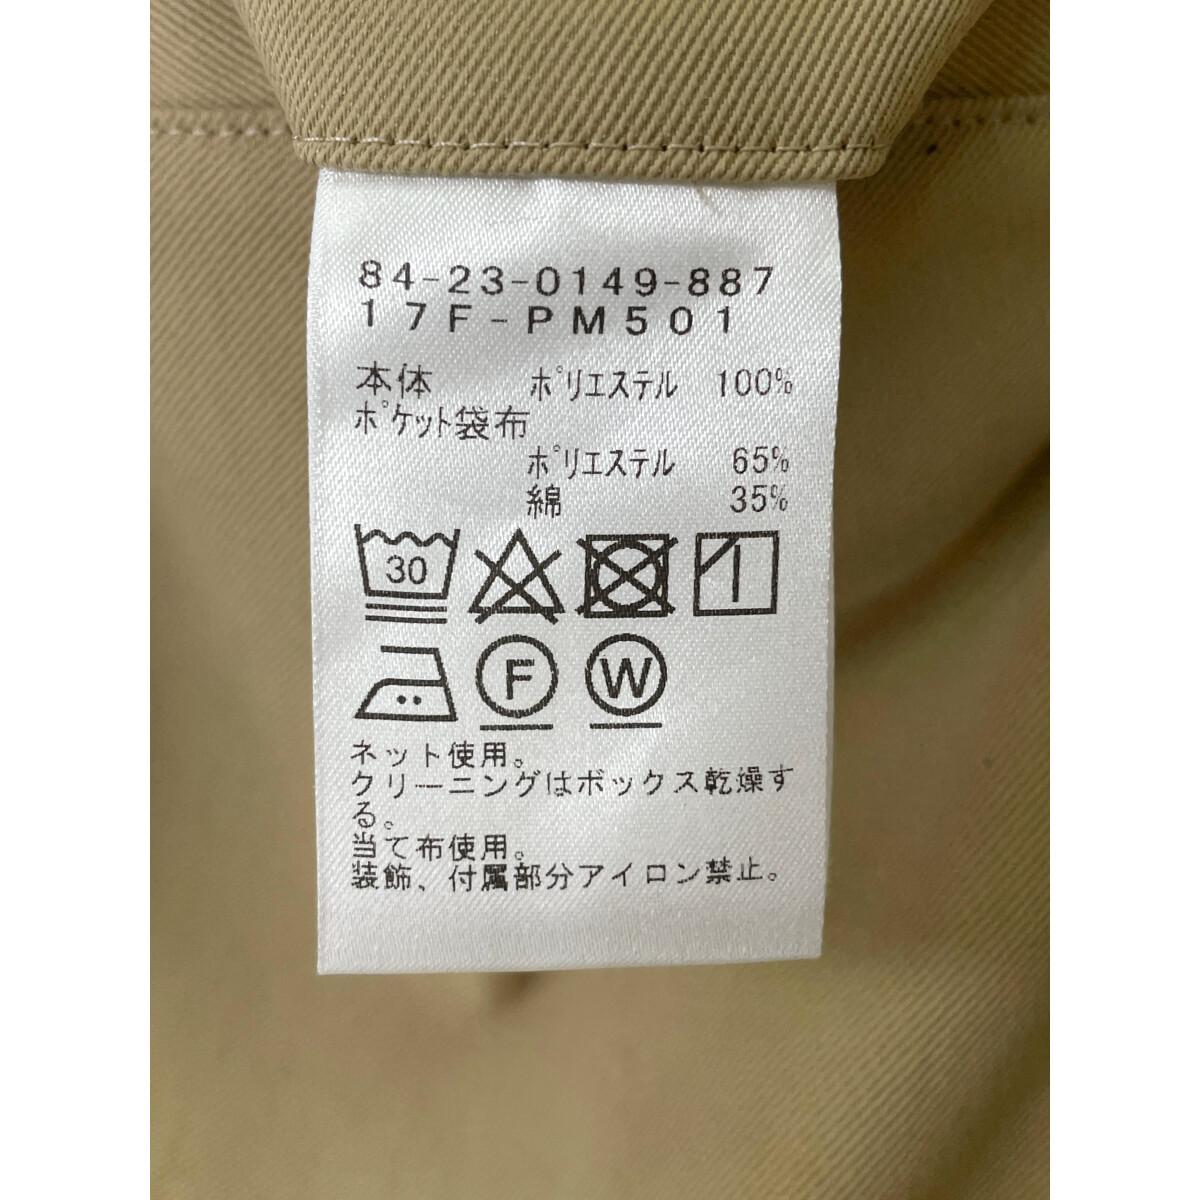 84-23-0149-887
17F-PM501
本体 ポリエステル 100%
ポケット袋布
ポリエステル 65%
綿 35%
30
F W
ネット使用。
クリーニングはボックス乾燥す
る。
当て布使用。
装飾、付属部分アイロン禁止。